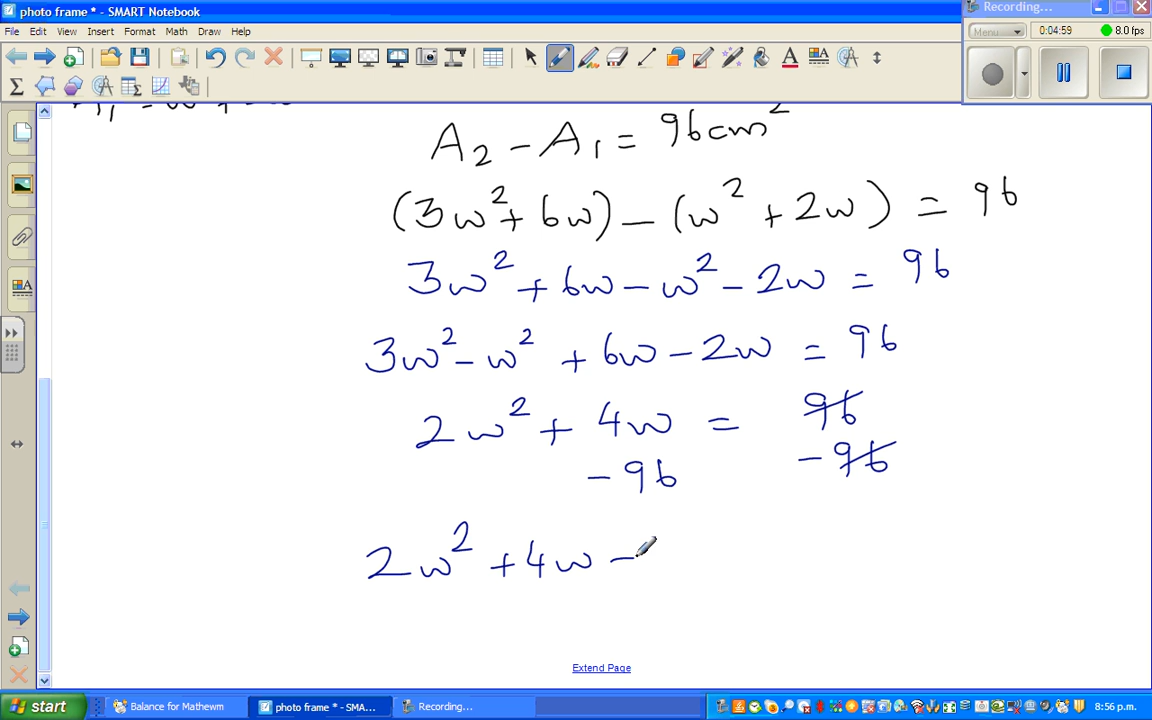 photo frame * - SMART Notebook
Recording...
File Edit View Insert Format Math Draw Help
Menu
0:04:59
8.0 fps
A₂ - A₁ = 96cm²
(3w² + 6w) - (w² + 2w) = 96
3w² + 6w - w² - 2w = 96
3w² - w² + 6w - 2w = 96
2w² + 4w = 96
- 96 - 96
2w² + 4w -
Extend Page
start
Balance for Mathewm
photo frame * - SMA...
Recording...
8:56 p.m.